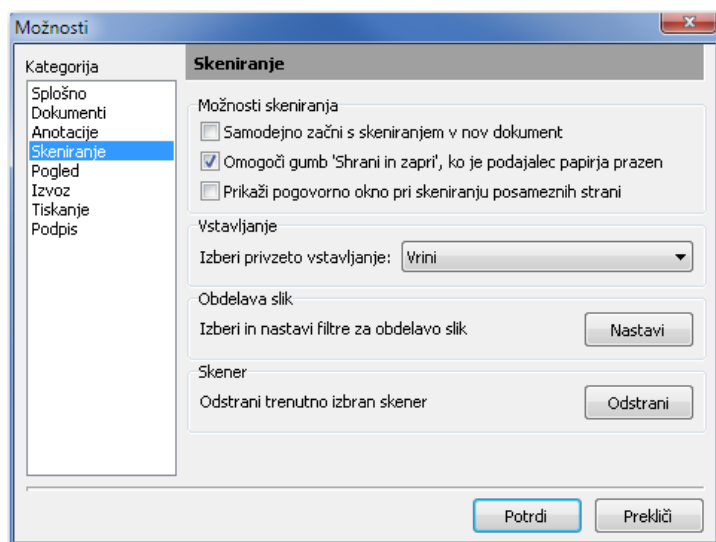 Možnosti
Kategorija
Splošno
Dokumenti
Anotacije
Skeniranje
Pogled
Izvoz
Tiskanje
Podpis
Skeniranje
Možnosti skeniranja
Samodejno začni s skeniranjem v nov dokument
Omogoči gumb 'Shrani in zapri', ko je podajalec papirja prazen
Prikaži pogovorno okno pri skeniranju posameznih strani
Vstavljanje
Izberi privzeto vstavljanje: Vrini
Obdelava slik
Izberi in nastavi filtre za obdelavo slik Nastavi
Skener
Odstrani trenutno izbran skener Odstrani
Potrdi Prekliči